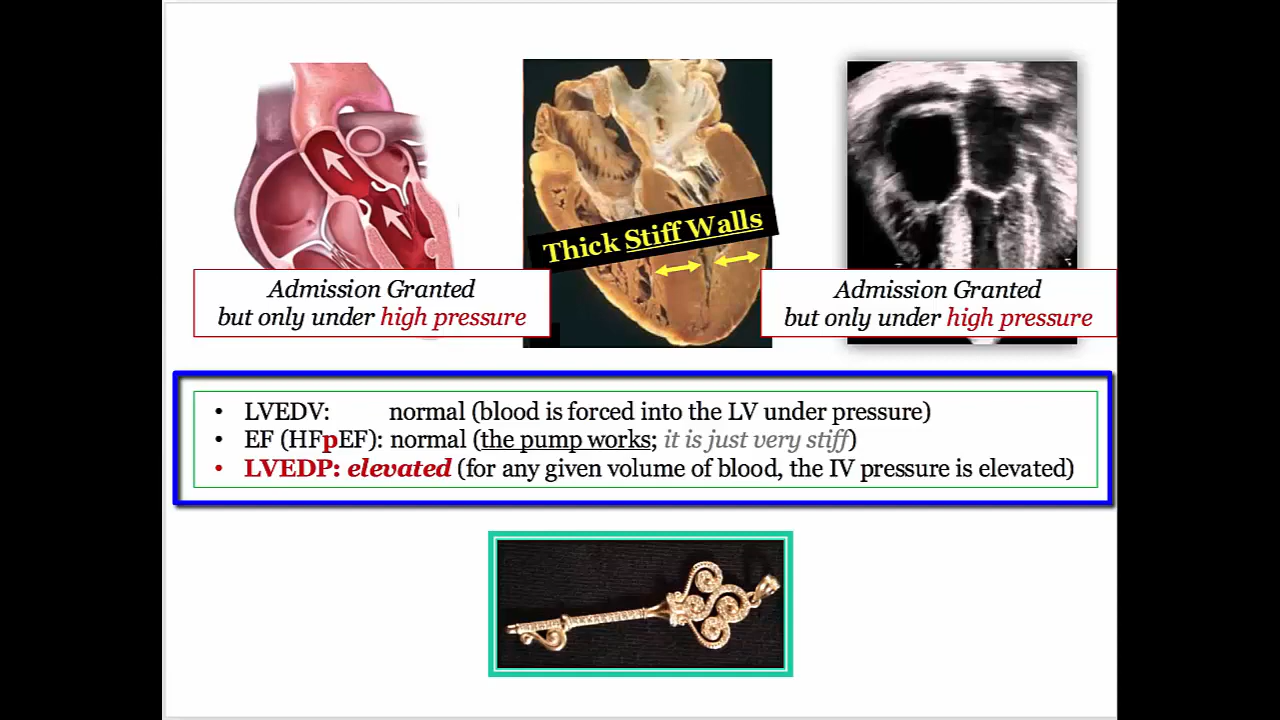 Thick Stiff Walls
Admission Granted
but only under high pressure
Admission Granted
but only under high pressure
• LVEDV: normal (blood is forced into the LV under pressure)
• EF (HFpEF): normal (the pump works; it is just very stiff)
• LVEDP: elevated (for any given volume of blood, the IV pressure is elevated)